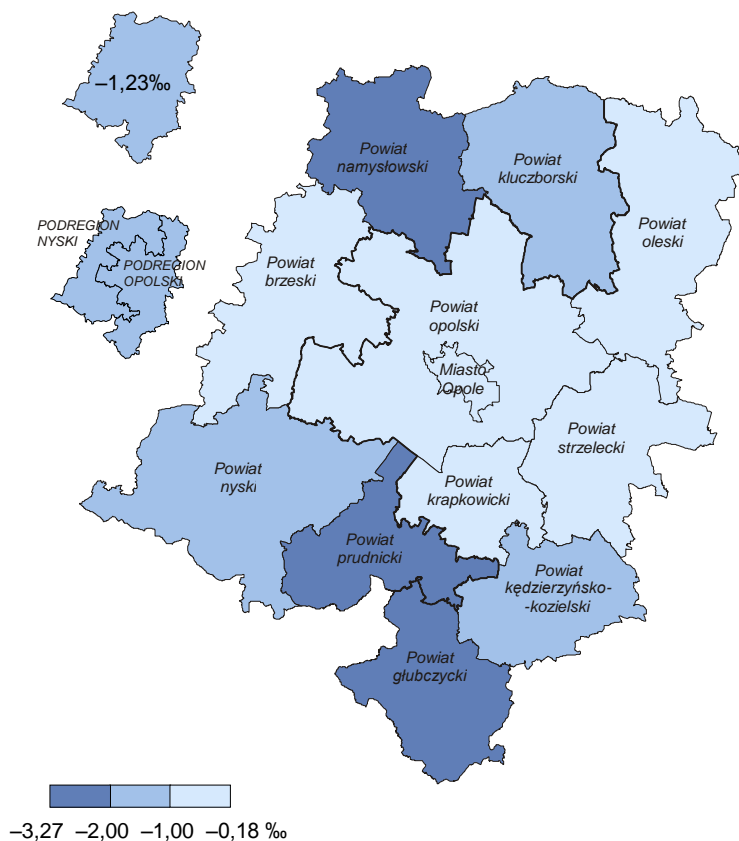 –1,23‰
PODREGION
NYSKI
PODREGION
OPOLSKI
Powiat
namysłowski
Powiat
kluczborski
Powiat
oleski
Powiat
brzeski
Powiat
opolski
Miasto
Opole
Powiat
strzelecki
Powiat
nyski
Powiat
krapkowicki
Powiat
prudnicki
Powiat
kędzierzyńsko-
-kozielski
Powiat
głubczycki
–3,27 –2,00 –1,00 –0,18 ‰